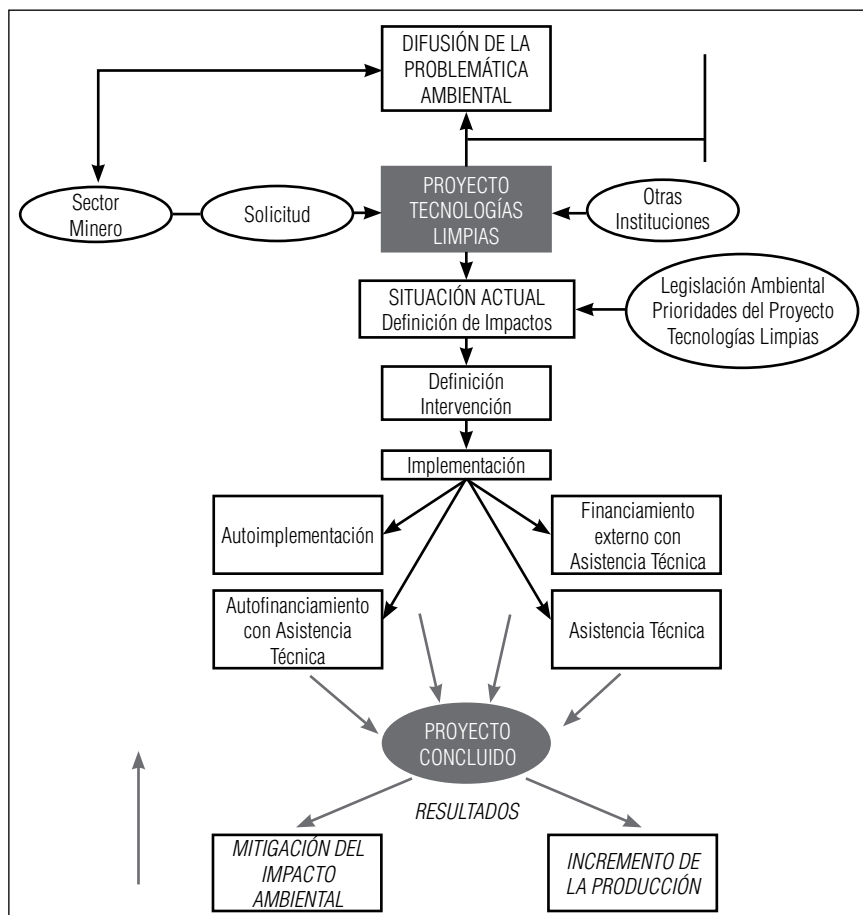 DIFUSIÓN DE LA
PROBLEMÁTICA
AMBIENTAL
Sector
Minero
Solicitud
PROYECTO
TECNOLOGÍAS
LIMPIAS
Otras
Instituciones
SITUACIÓN ACTUAL
Definición de Impactos
Legislación Ambiental
Prioridades del Proyecto
Tecnologías Limpias
Definición
Intervención
Implementación
Autoimplementación
Financiamiento
externo con
Asistencia Técnica
Autofinanciamiento
con Asistencia
Técnica
Asistencia Técnica
PROYECTO
CONCLUIDO
RESULTADOS
MITIGACIÓN DEL
IMPACTO
AMBIENTAL
INCREMENTO DE
LA PRODUCCIÓN